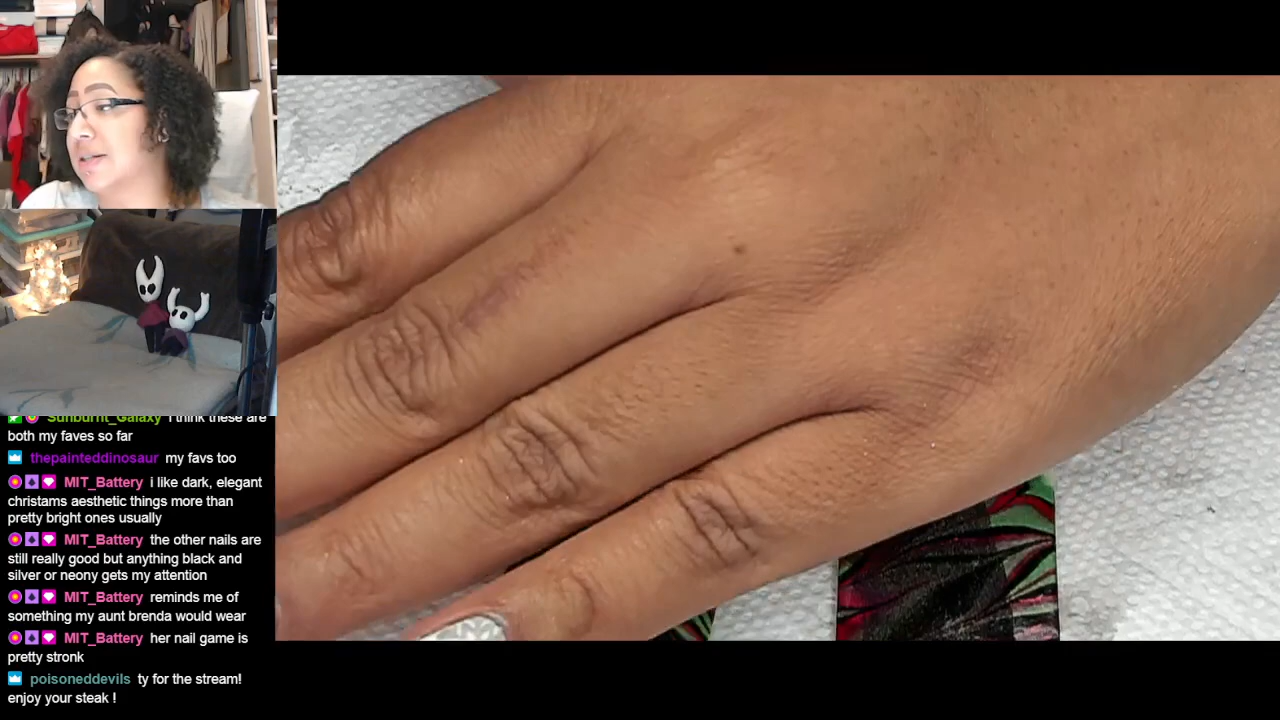 Sunburnt_Galaxy i think these are
both my faves so far
thepainteddinosaur my favs too
MIT_Battery i like dark, elegant
christams aesthetic things more than
pretty bright ones usually
MIT_Battery the other nails are
still really good but anything black and
silver or neony gets my attention
MIT_Battery reminds me of
something my aunt brenda would wear
MIT_Battery her nail game is
pretty stronk
poisoneddevils ty for the stream!
enjoy your steak !